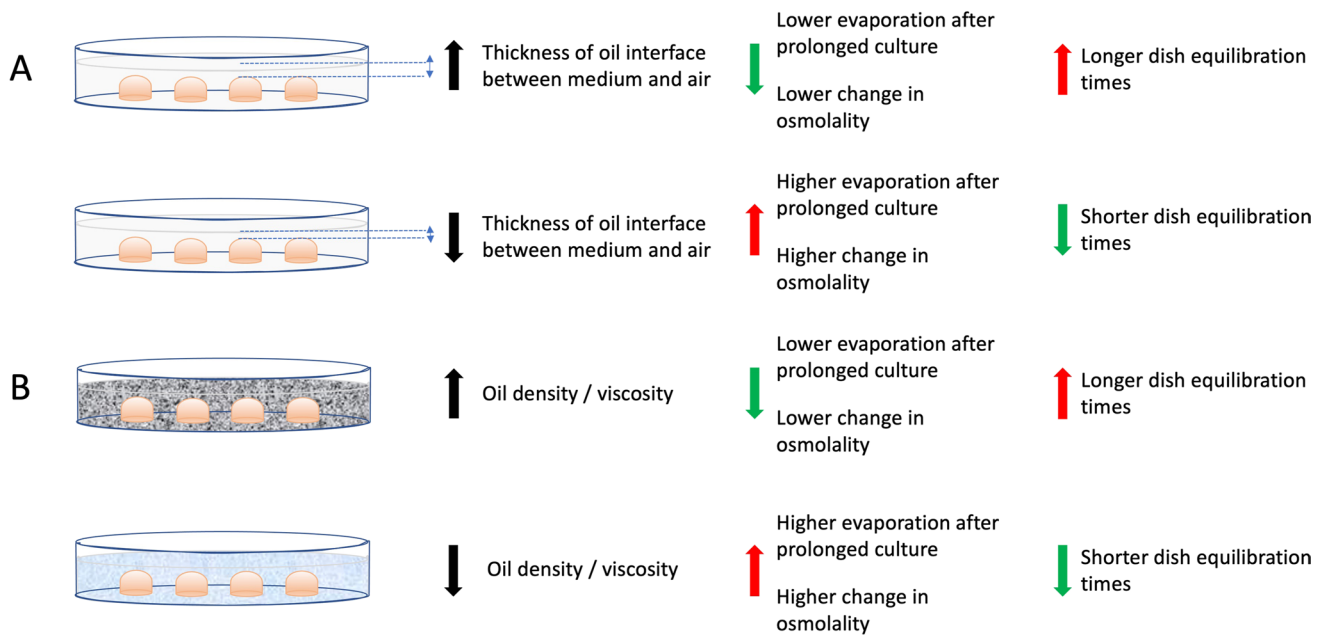 A
Thickness of oil interface
between medium and air
Lower evaporation after
prolonged culture
Lower change in
osmolality
Longer dish equilibration
times
Thickness of oil interface
between medium and air
Higher evaporation after
prolonged culture
Higher change in
osmolality
Shorter dish equilibration
times
B
Oil density / viscosity
Lower evaporation after
prolonged culture
Lower change in
osmolality
Longer dish equilibration
times
Oil density / viscosity
Higher evaporation after
prolonged culture
Higher change in
osmolality
Shorter dish equilibration
times